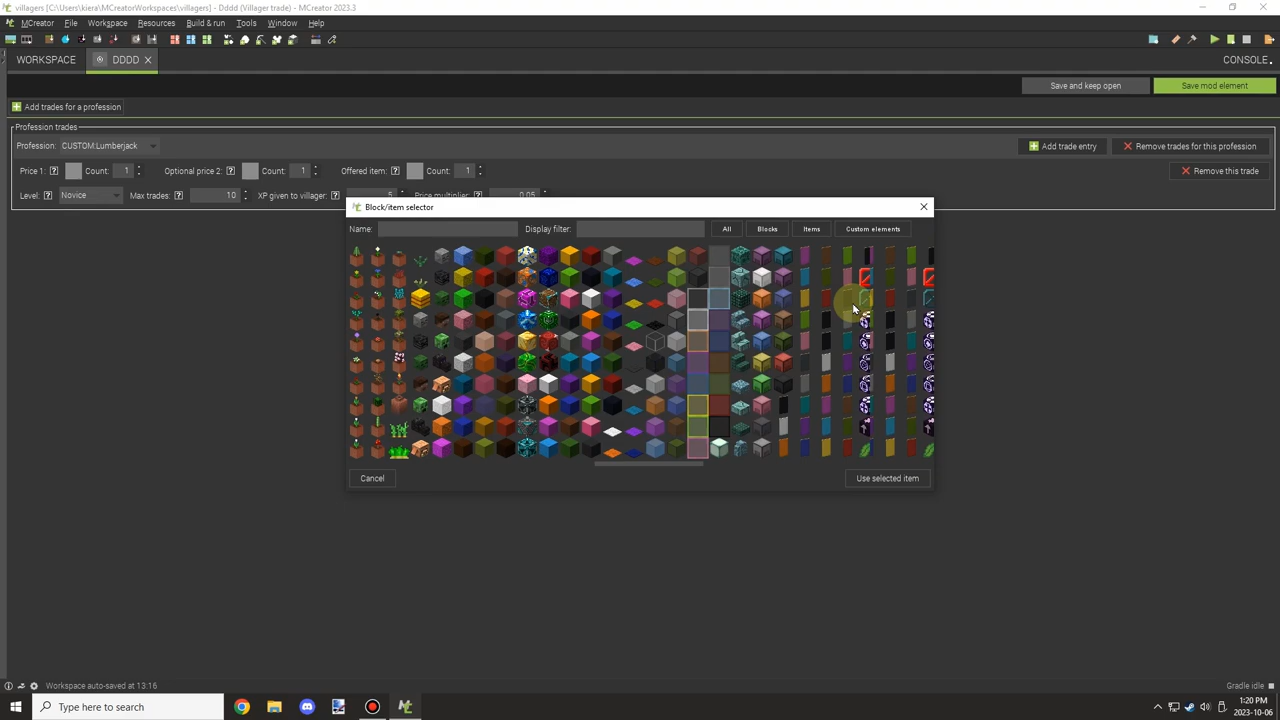 villagers [C:\Users\kiera\MCreatorWorkspaces\villagers] - Dddd (Villager trade) - MCreator 2023.3
MCreator File Workspace Resources Build & run Tools Window Help
WORKSPACE DDDD CONSOLE
Save and keep open Save mod element
Add trades for a profession
Profession trades
Profession: CUSTOM:Lumberjack Add trade entry Remove trades for this profession
Price 1: Count: 1 Optional price 2: Count: 1 Offered item: Count: 1 Remove this trade
Level: Novice Max trades: 10 XP given to villager: 5 Price multiplier: 0.05
Block/item selector
Name: Display filter: All Blocks Items Custom elements
Cancel Use selected item
Workspace auto-saved at 13:16 Gradle idle
Type here to search 1:20 PM
2023-10-06